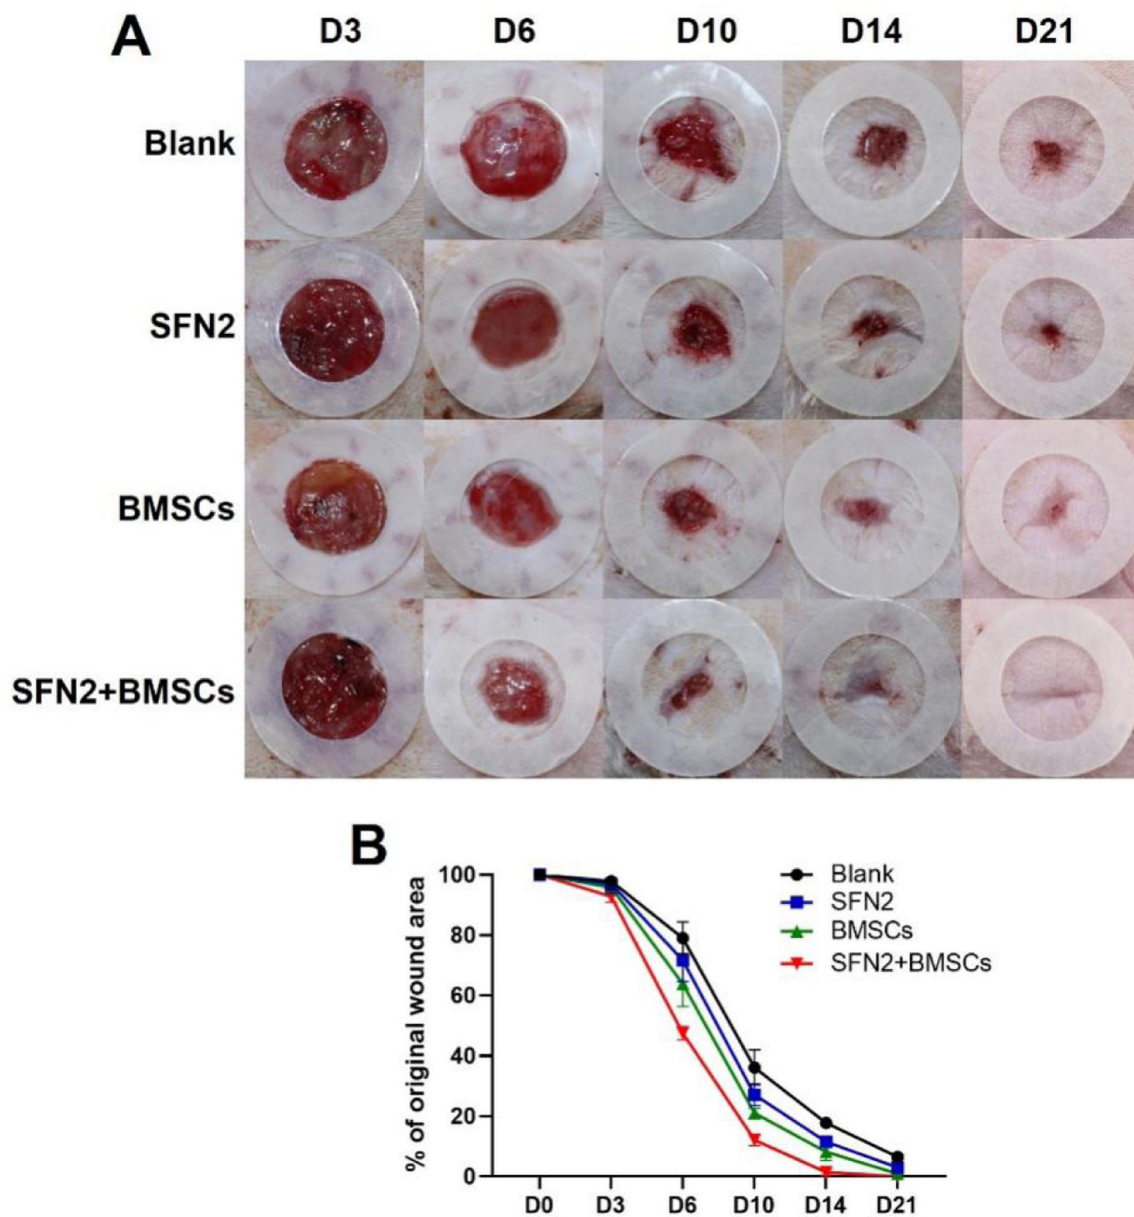 A
D3 D6 D10 D14 D21
Blank
SFN2
BMSCs
SFN2+BMSCs
B
% of original wound area
100
80
60
40
20
0
D0 D3 D6 D10 D14 D21
Blank
SFN2
BMSCs
SFN2+BMSCs